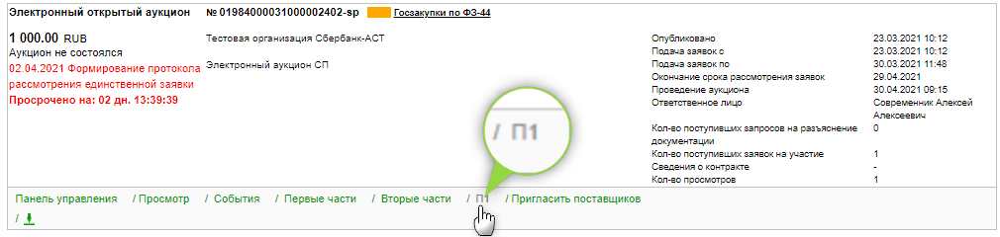 Электронный открытый аукцион № 01984000031000002402-sp Госзакупки по ФЗ-44
1 000.00 RUB
Аукцион не состоялся
02.04.2021 Формирование протокола
рассмотрения единственной заявки
Просрочено на: 02 дн. 13:39:39
Тестовая организация Сбербанк-АСТ
Электронный аукцион СП
Опубликовано 23.03.2021 10:12
Подача заявок с 23.03.2021 10:12
Подача заявок по 30.03.2021 11:48
Окончание срока рассмотрения заявок 29.04.2021
Проведение аукциона 30.04.2021 09:15
Ответственное лицо Современник Алексей
Алексеевич
Кол-во поступивших запросов на разъяснение 0
документации
Кол-во поступивших заявок на участие 1
Сведения о контракте -
Кол-во просмотров 1
/ П1
Панель управления / Просмотр / События / Первые части / Вторые части / П1 / Пригласить поставщиков
/